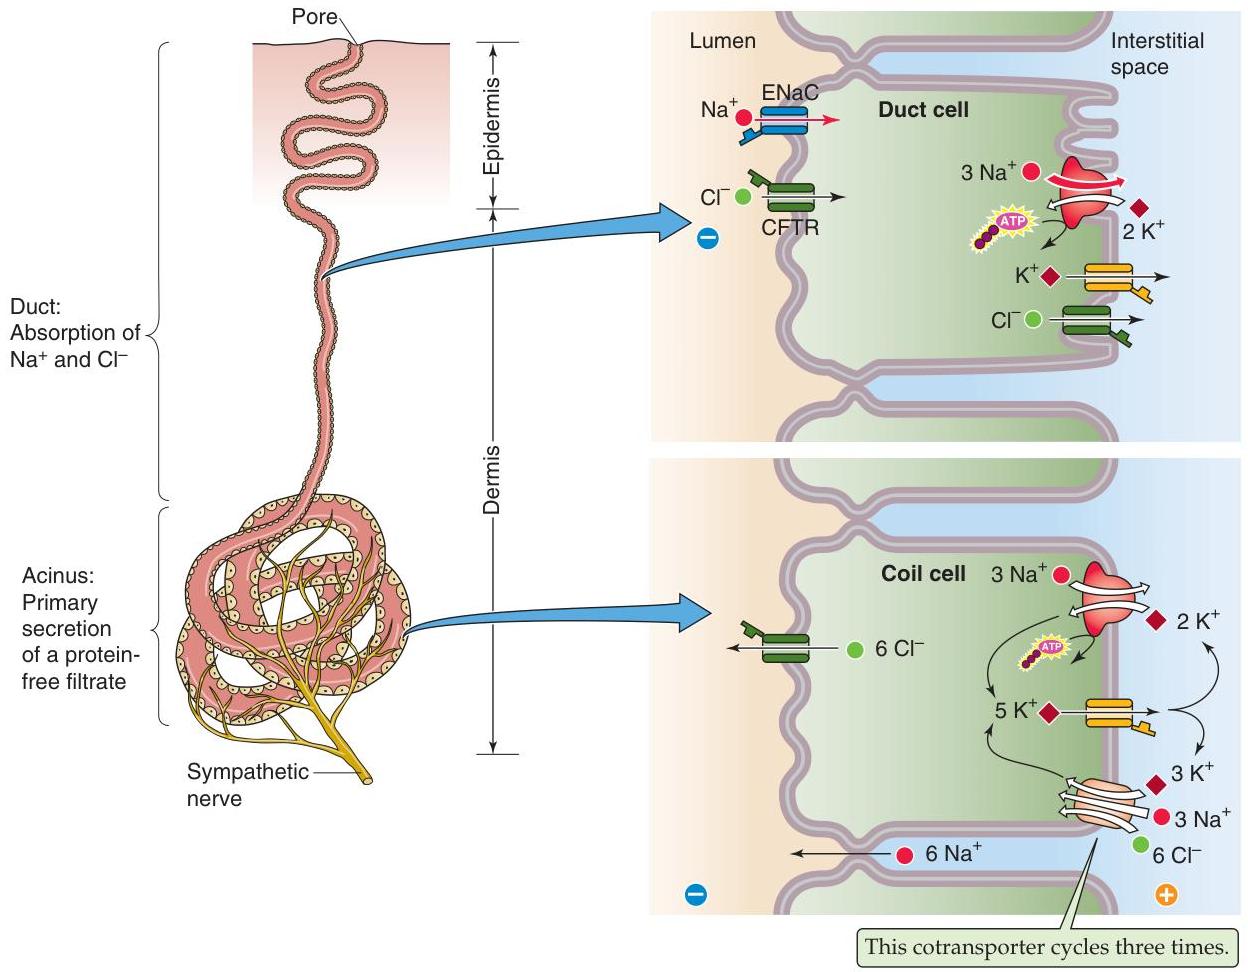 Pore
Epidermis
Dermis
Duct:
Absorption of
Na⁺ and Cl⁻
Acinus:
Primary
secretion
of a protein-
free filtrate
Sympathetic
nerve
Lumen
Interstitial
space
ENaC
Na⁺
Duct cell
Cl⁻
CFTR
−
3 Na⁺
ATP
2 K⁺
K⁺
Cl⁻
Coil cell
3 Na⁺
2 K⁺
ATP
6 Cl⁻
5 K⁺
3 K⁺
3 Na⁺
6 Cl⁻
6 Na⁺
−
+
This cotransporter cycles three times.